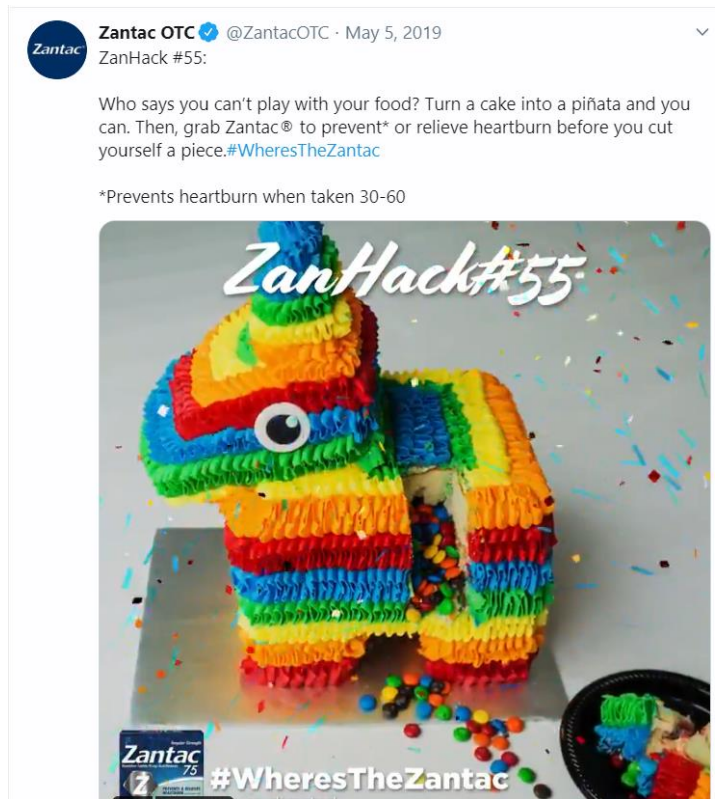 Zantac
Zantac OTC @ZantacOTC · May 5, 2019
ZanHack #55:
Who says you can’t play with your food? Turn a cake into a piñata and you
can. Then, grab Zantac® to prevent* or relieve heartburn before you cut
yourself a piece.#WheresTheZantac
*Prevents heartburn when taken 30-60
ZanHack#55
Zantac
75
Z
#WheresTheZantac